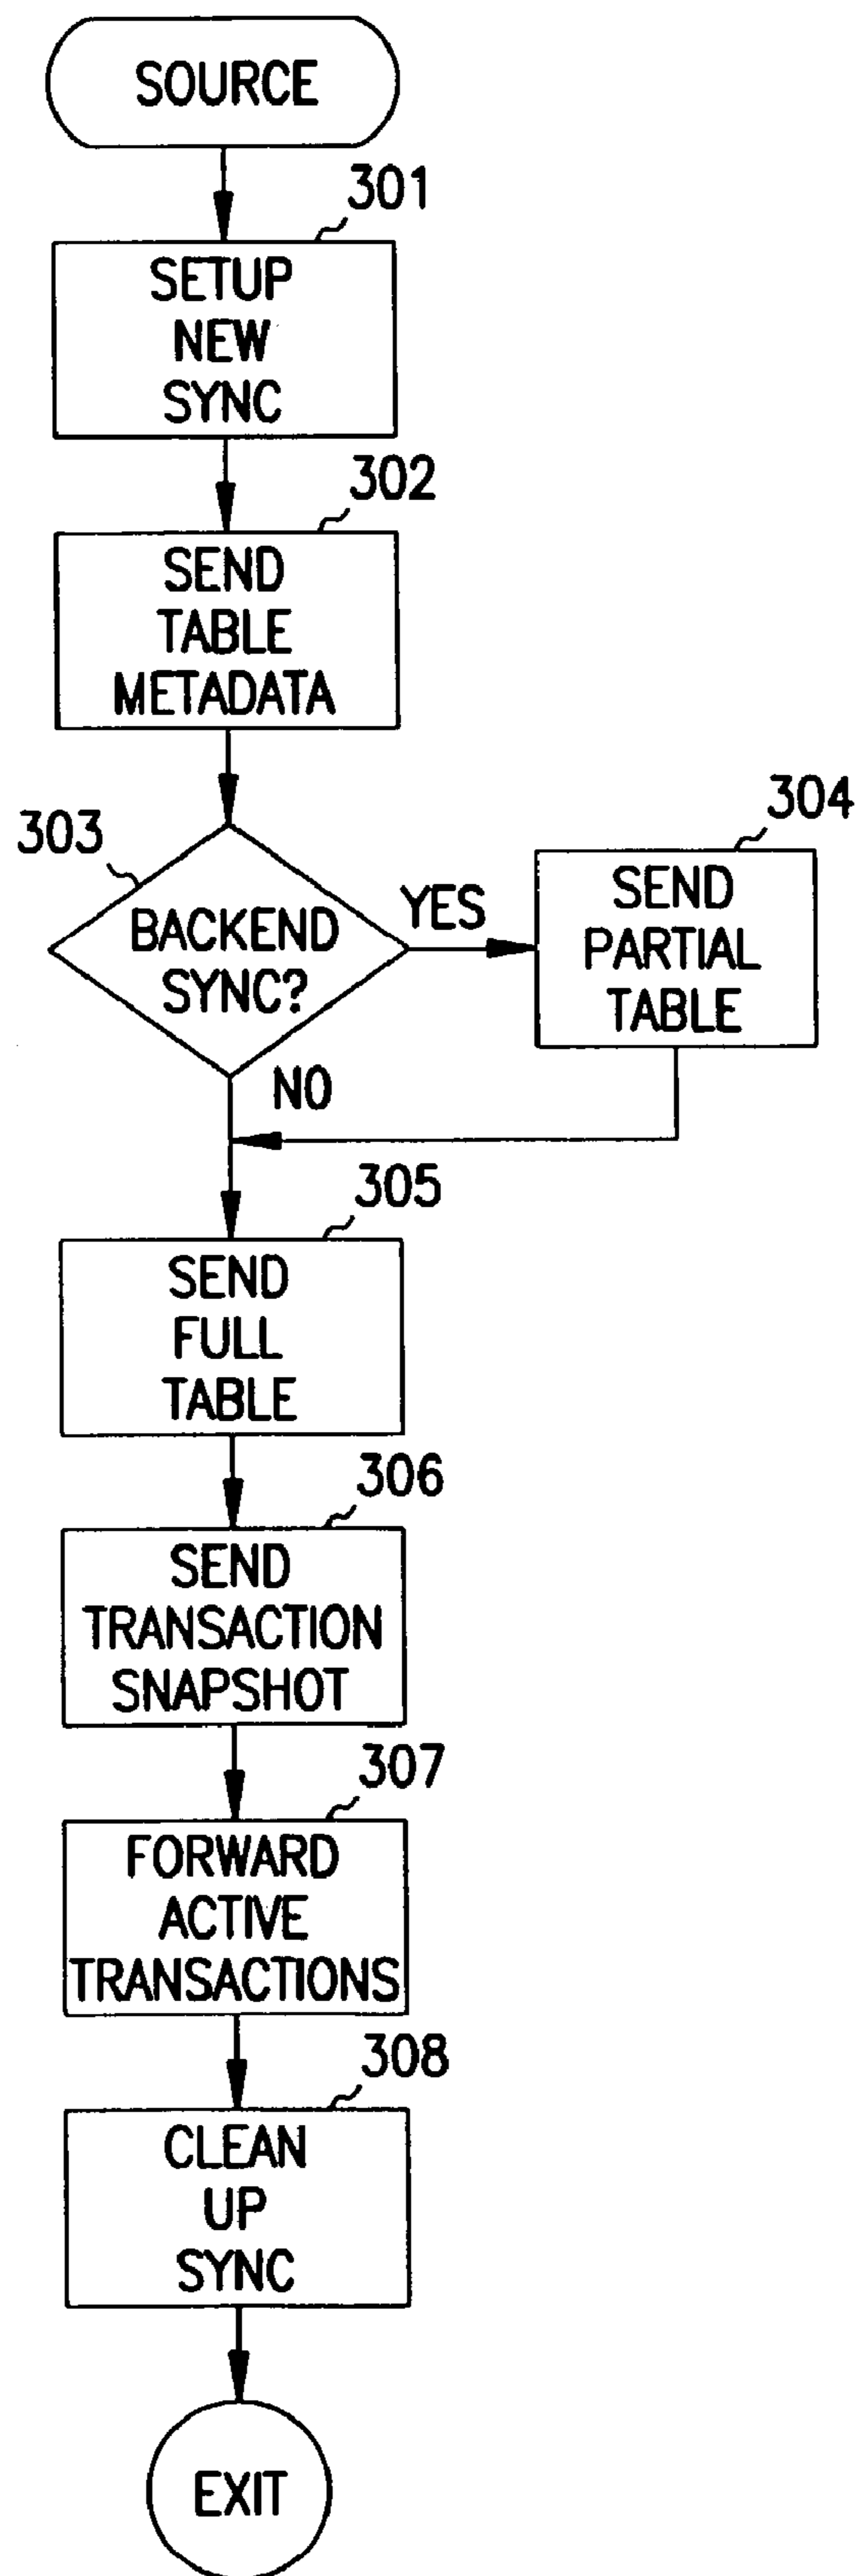 SOURCE
301
SETUP
NEW
SYNC
302
SEND
TABLE
METADATA
303
BACKEND
SYNC?
YES
304
SEND
PARTIAL
TABLE
NO
305
SEND
FULL
TABLE
306
SEND
TRANSACTION
SNAPSHOT
307
FORWARD
ACTIVE
TRANSACTIONS
308
CLEAN
UP
SYNC
EXIT